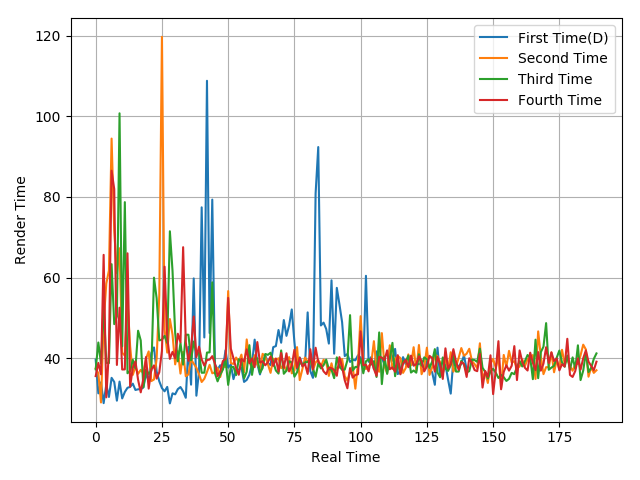 First Time(D)
Second Time
Third Time
Fourth Time
120
100
80
60
40
Render Time
0 25 50 75 100 125 150 175
Real Time